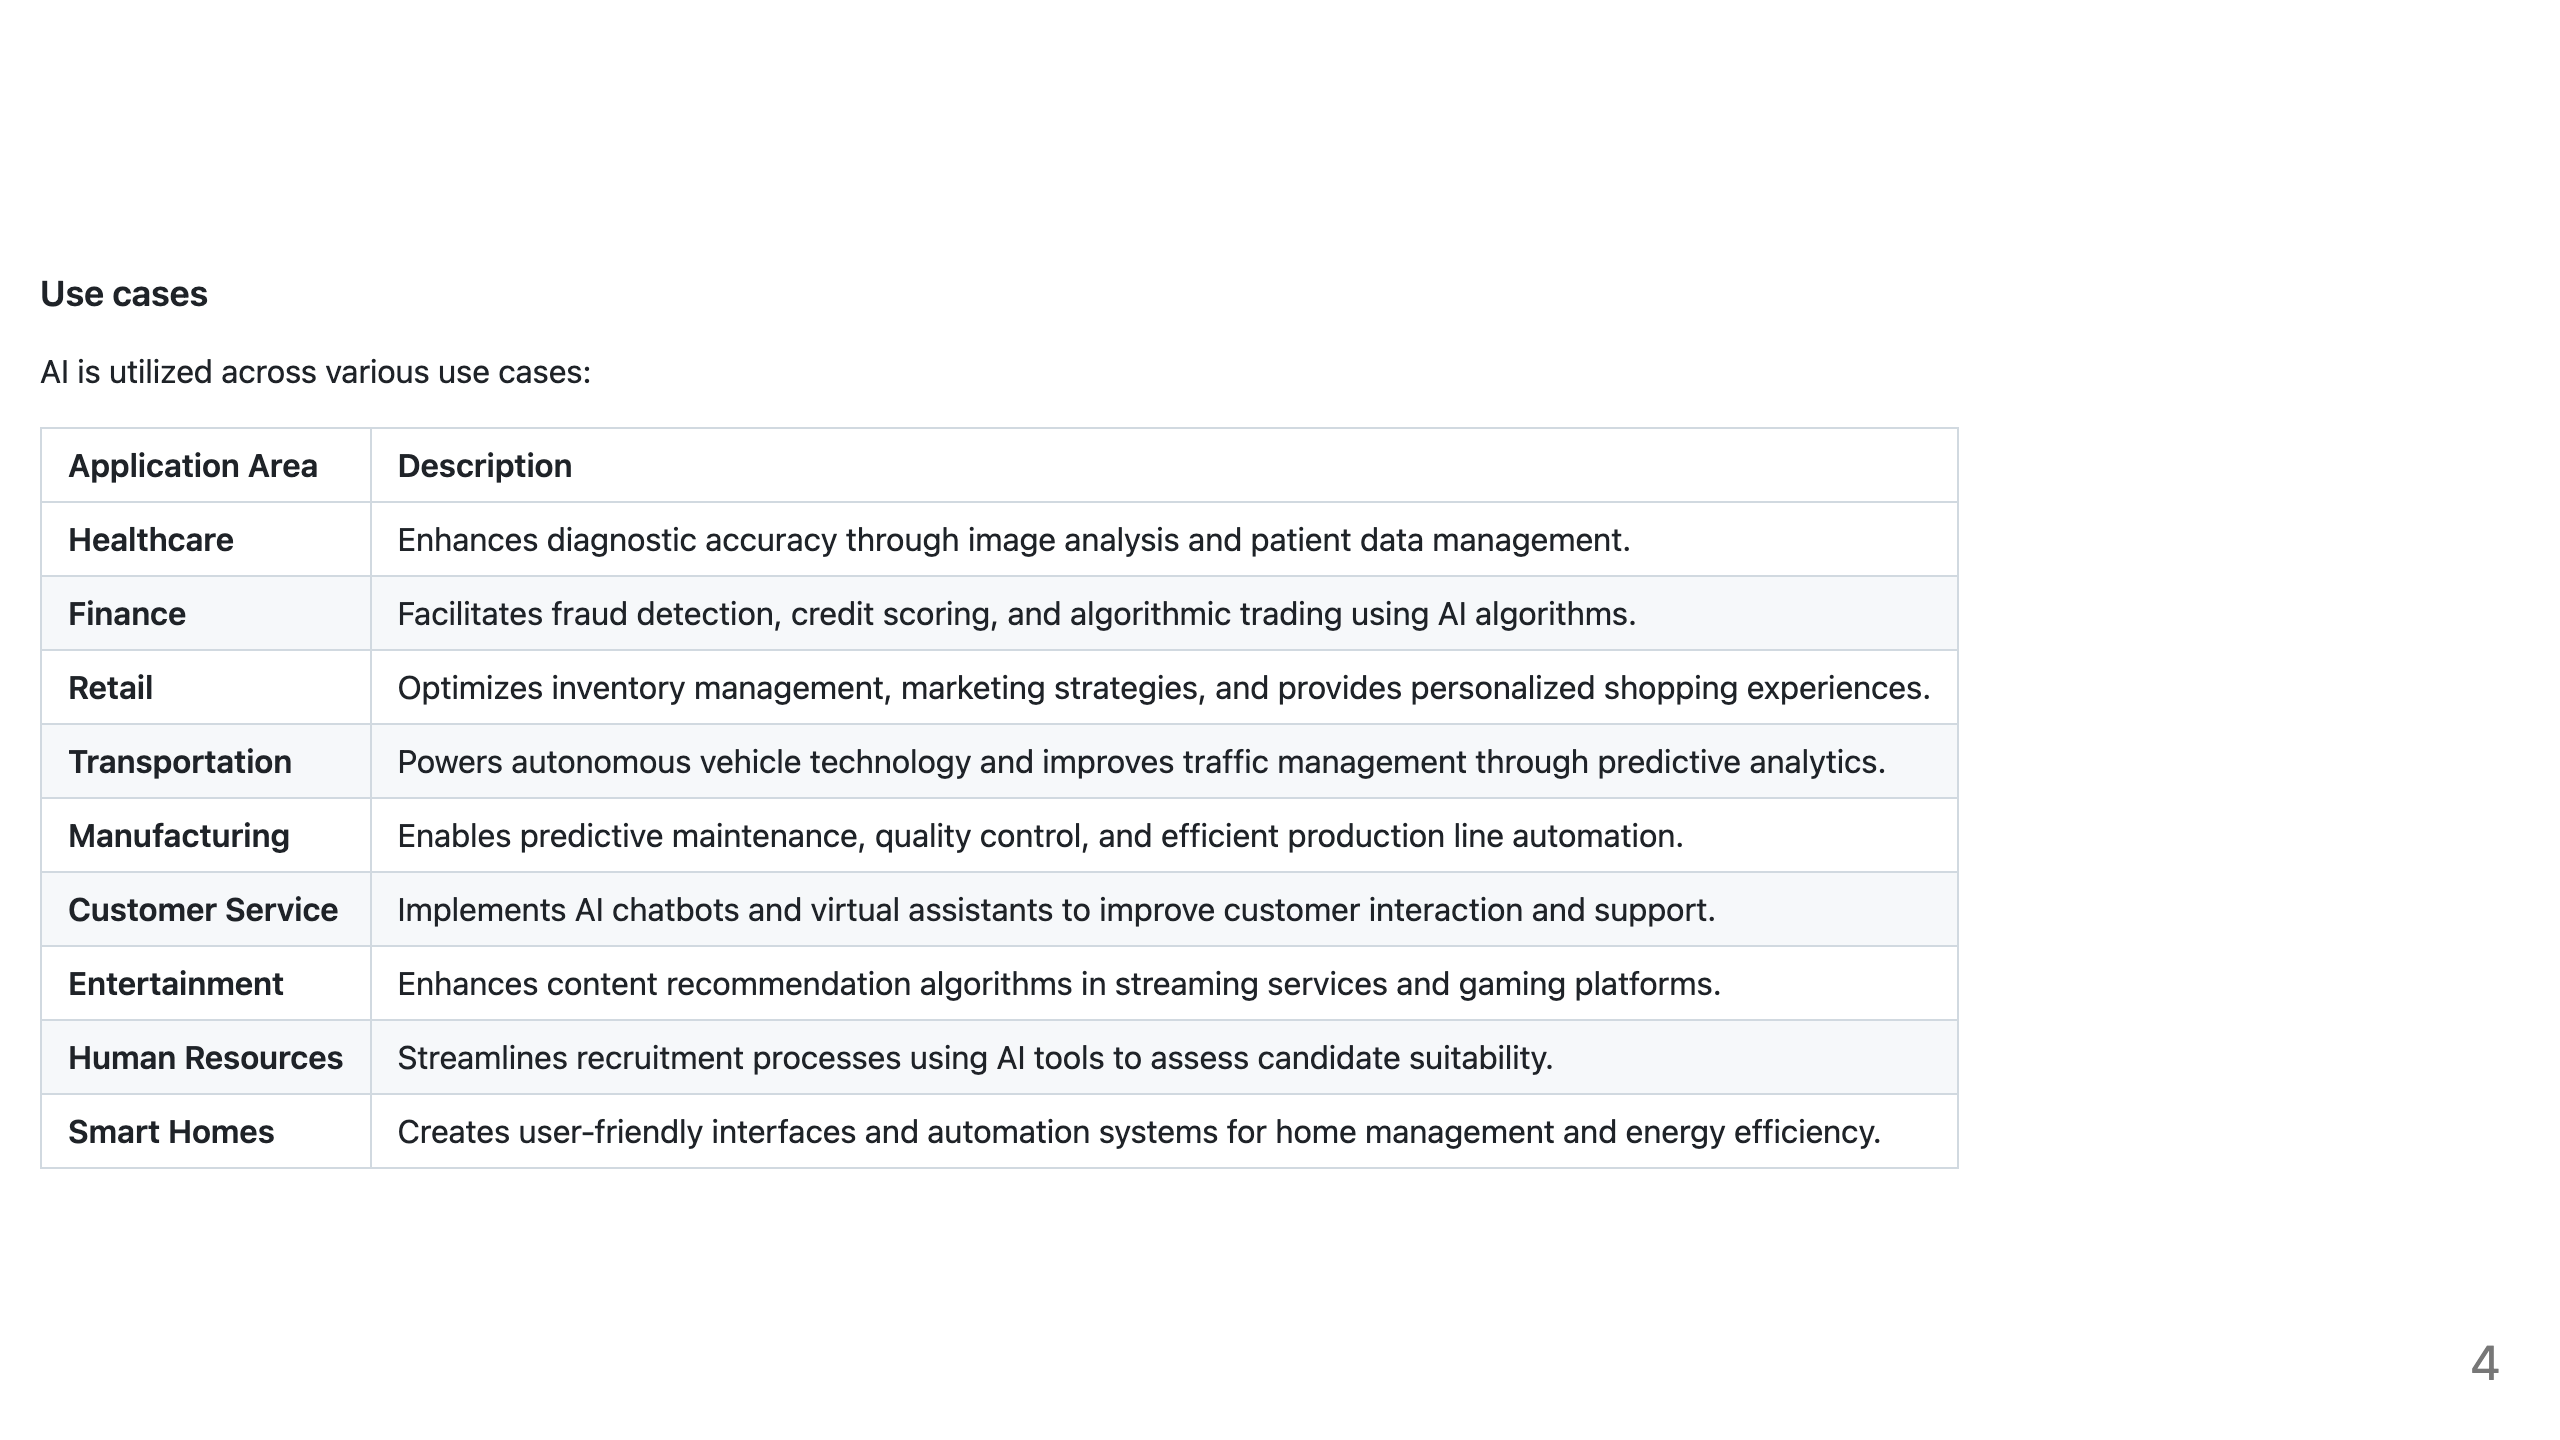 Use cases
AI is utilized across various use cases:
Application Area Description
Healthcare Enhances diagnostic accuracy through image analysis and patient data management.
Finance Facilitates fraud detection, credit scoring, and algorithmic trading using AI algorithms.
Retail Optimizes inventory management, marketing strategies, and provides personalized shopping experiences.
Transportation Powers autonomous vehicle technology and improves traffic management through predictive analytics.
Manufacturing Enables predictive maintenance, quality control, and efficient production line automation.
Customer Service Implements AI chatbots and virtual assistants to improve customer interaction and support.
Entertainment Enhances content recommendation algorithms in streaming services and gaming platforms.
Human Resources Streamlines recruitment processes using AI tools to assess candidate suitability.
Smart Homes Creates user-friendly interfaces and automation systems for home management and energy efficiency.
4